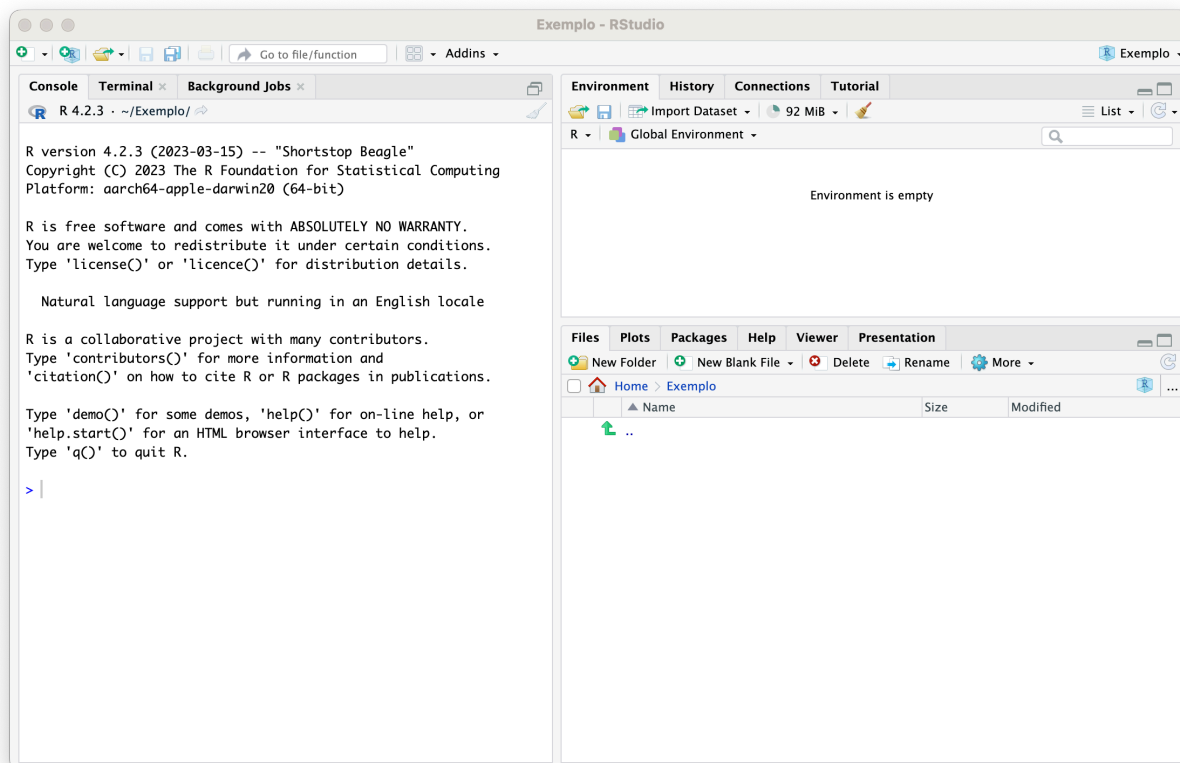 Exemplo - RStudio
Go to file/function
Addins
Exemplo
Console Terminal Background Jobs
R 4.2.3 · ~/Exemplo/
R version 4.2.3 (2023-03-15) -- "Shortstop Beagle"
Copyright (C) 2023 The R Foundation for Statistical Computing
Platform: aarch64-apple-darwin20 (64-bit)
R is free software and comes with ABSOLUTELY NO WARRANTY.
You are welcome to redistribute it under certain conditions.
Type 'license()' or 'licence()' for distribution details.
Natural language support but running in an English locale
R is a collaborative project with many contributors.
Type 'contributors()' for more information and
'citation()' on how to cite R or R packages in publications.
Type 'demo()' for some demos, 'help()' for on-line help, or
'help.start()' for an HTML browser interface to help.
Type 'q()' to quit R.
>
Environment History Connections Tutorial
Import Dataset 92 MiB List
R Global Environment
Environment is empty
Files Plots Packages Help Viewer Presentation
New Folder New Blank File Delete Rename More
Home Exemplo ...
Name Size Modified
..